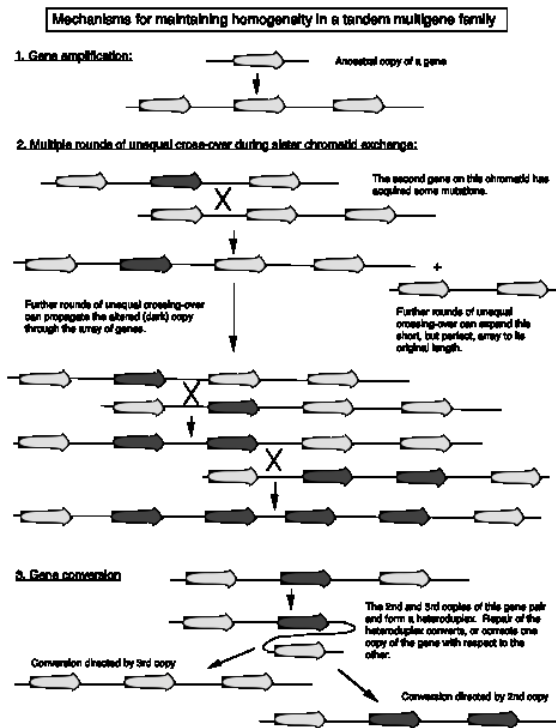 Mechanisms for maintaining homogeneity in a tandem multigene family
1. Gene amplification:
Ancestral copy of a gene
2. Multiple rounds of unequal cross-over during sister chromatid exchange:
The second gene on this chromatid has
acquired some mutations.
X
+
Further rounds of unequal crossing-over
can propagate the altered (dark) copy
through the array of genes.
Further rounds of unequal
crossing-over can expand this
short, but perfect, array to its
original length.
X
X
3. Gene conversion
The 2nd and 3rd copies of this gene pair
and form a heteroduplex. Repair of the
heteroduplex converts, or corrects one
copy of the gene with respect to the
other.
Conversion directed by 3rd copy
Conversion directed by 2nd copy